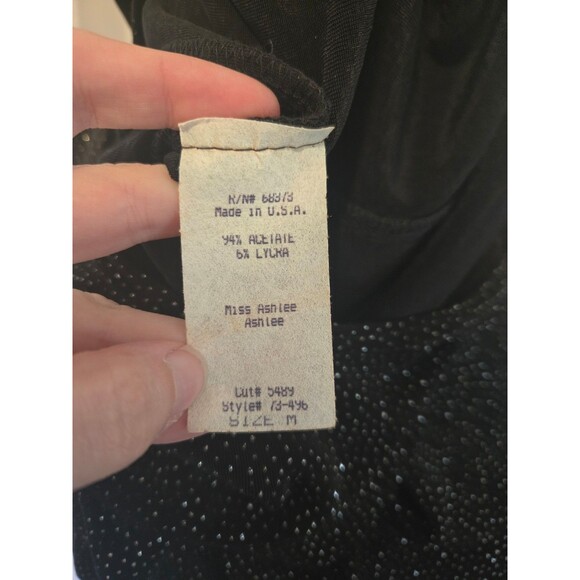 R/N# 68373
Made in U.S.A.
94% ACETATE
6% LYCRA
Miss Ashlee
Ashlee
Cut# 5489
Style# 73-496
SIZE M